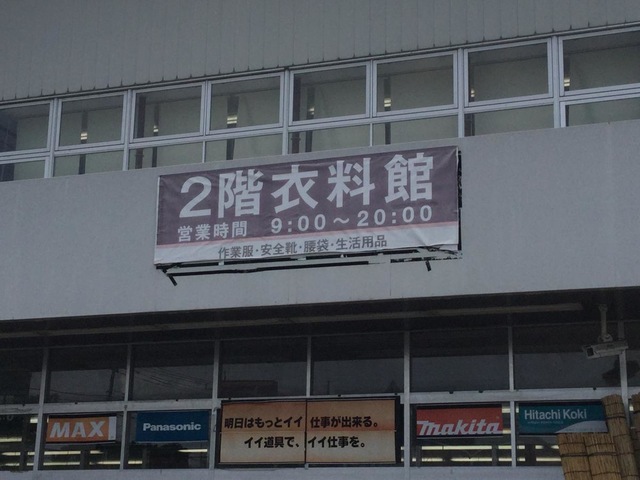 2階衣料館
営業時間 9:00～20:00
作業服・安全靴・腰袋・生活用品
MAX
Panasonic
明日はもっとイイ仕事が出来る。
イイ道具で、イイ仕事を。
makita
Hitachi Koki